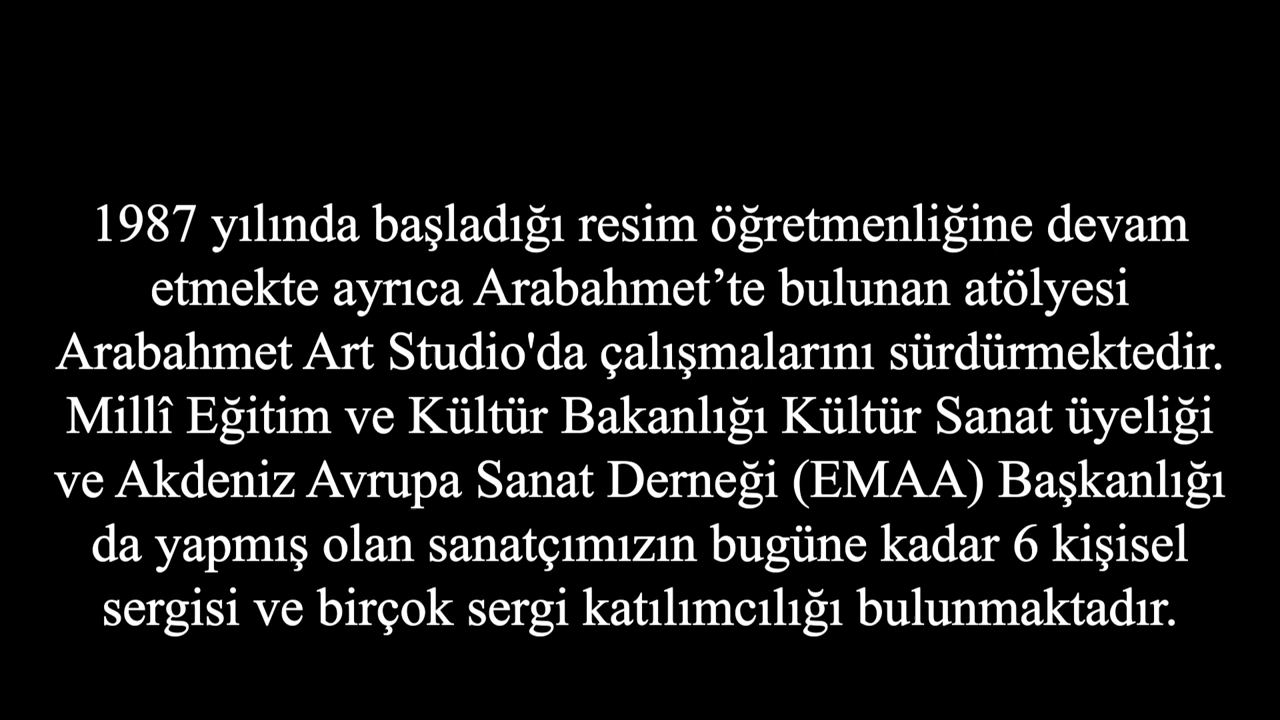 1987 yılında başladığı resim öğretmenliğine devam
etmekte ayrıca Arabahmet’te bulunan atölyesi
Arabahmet Art Studio'da çalışmalarını sürdürmektedir.
Millî Eğitim ve Kültür Bakanlığı Kültür Sanat üyeliği
ve Akdeniz Avrupa Sanat Derneği (EMAA) Başkanlığı
da yapmış olan sanatçımızın bugüne kadar 6 kişisel
sergisi ve birçok sergi katılımcılığı bulunmaktadır.